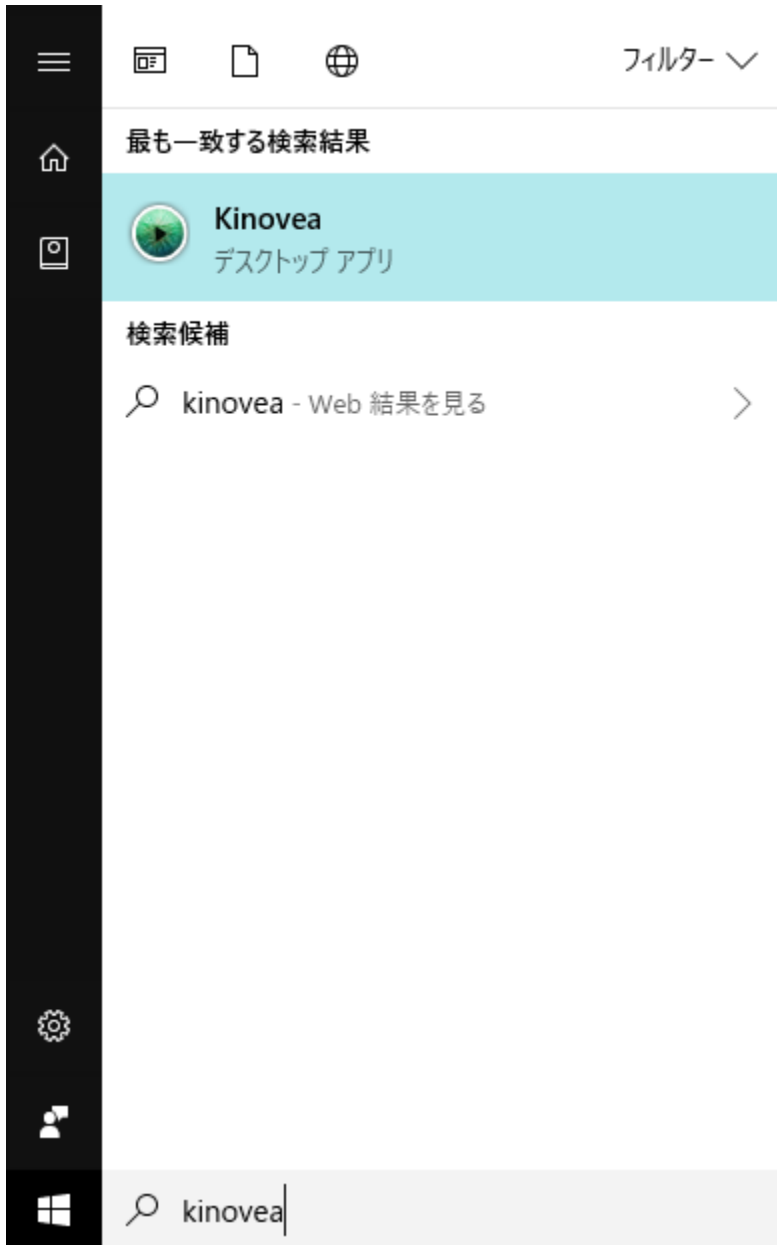 フィルター
最も一致する検索結果
Kinovea
デスクトップ アプリ
検索候補
kinovea - Web 結果を見る
kinovea